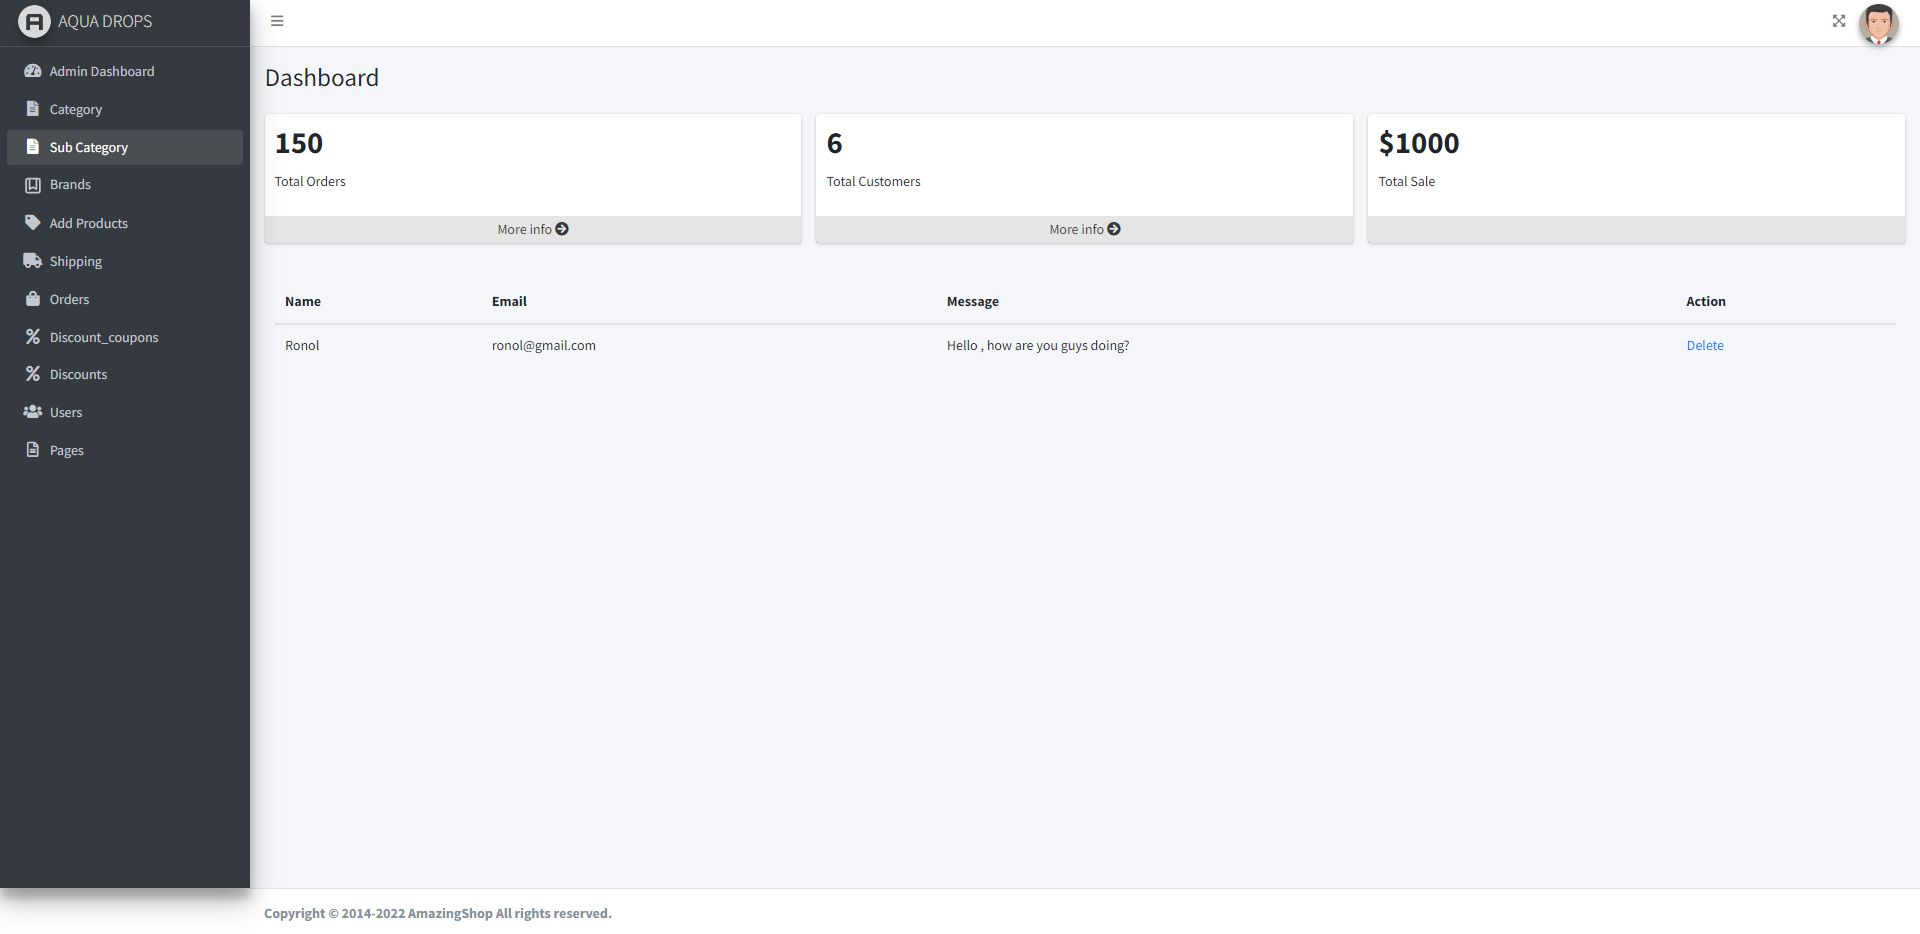 AQUA DROPS
Admin Dashboard
Category
Sub Category
Brands
Add Products
Shipping
Orders
Discount_coupons
Discounts
Users
Pages
Dashboard
150
Total Orders
More info
6
Total Customers
More info
$1000
Total Sale
Name Email Message Action
Ronol ronol@gmail.com Hello , how are you guys doing? Delete
Copyright © 2014-2022 AmazingShop All rights reserved.